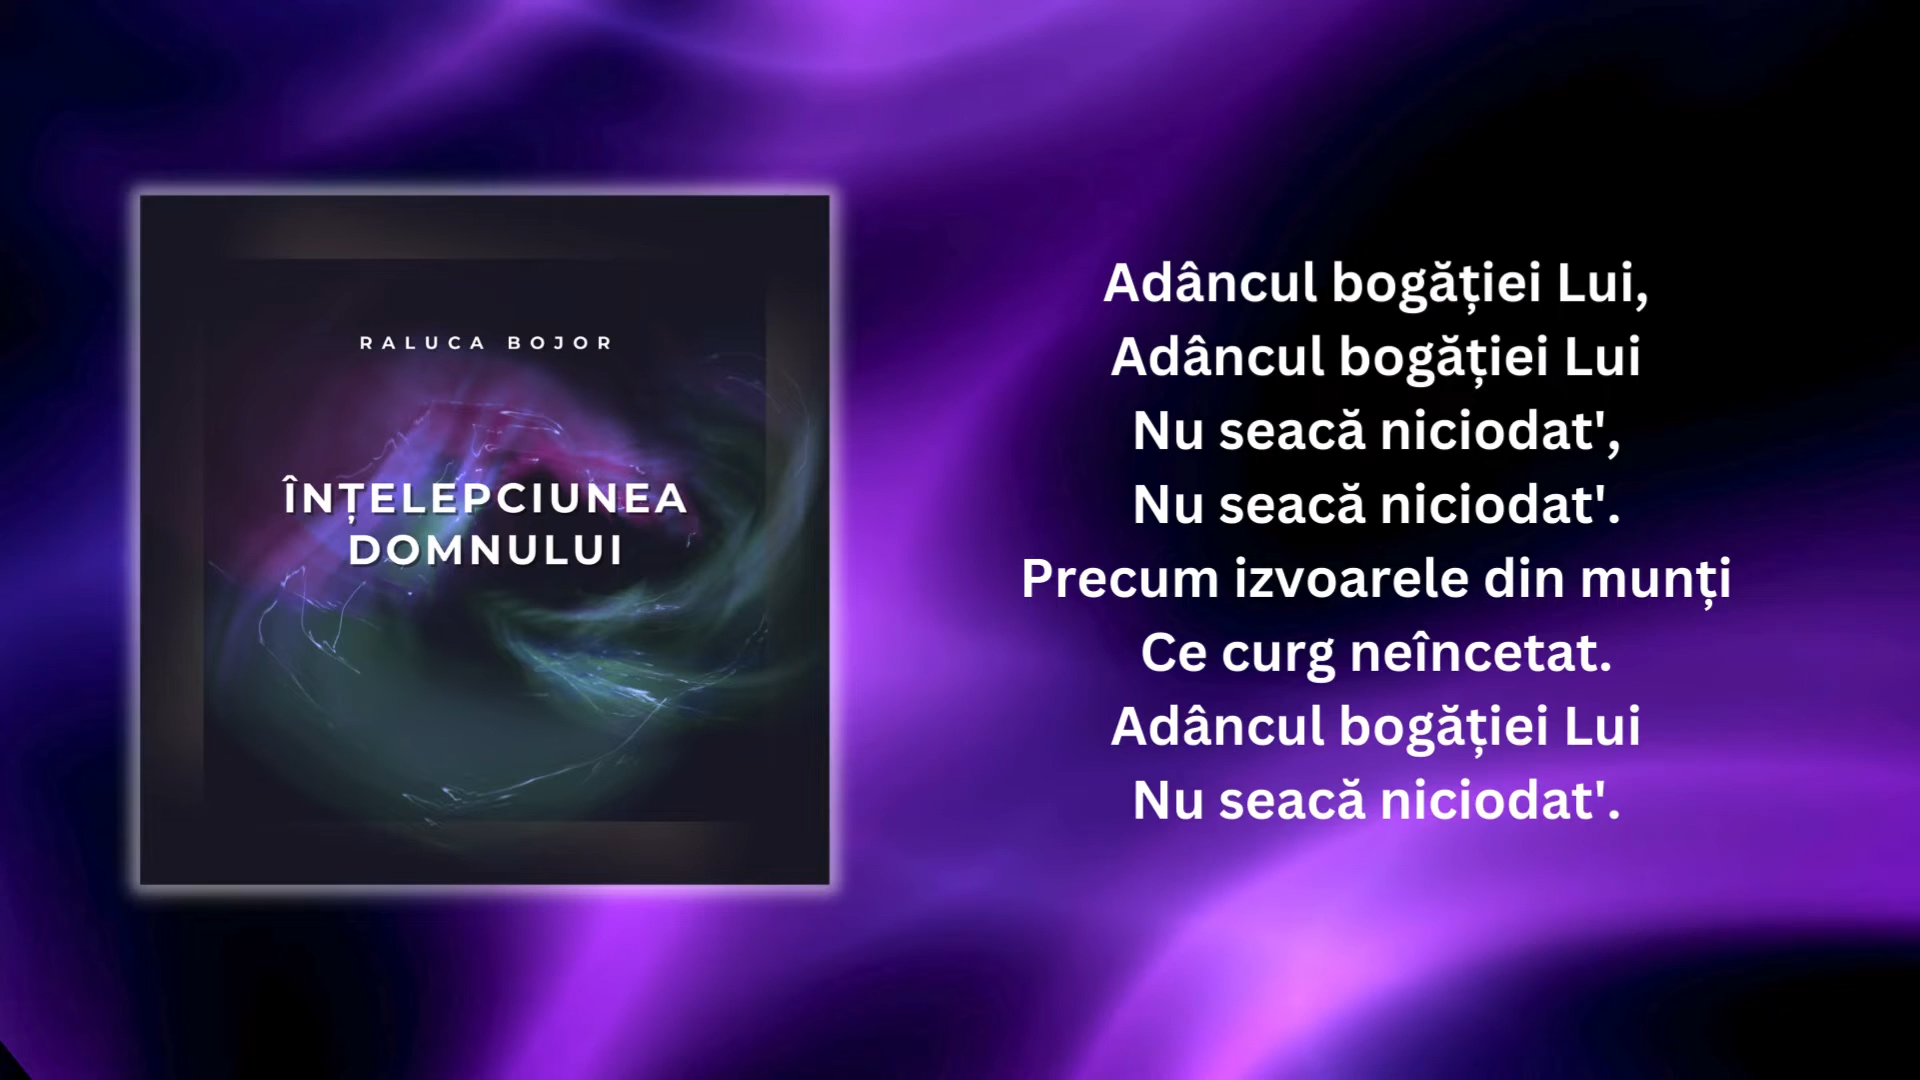 RALUCA BOJOR
ÎNȚELEPCIUNEA
DOMNULUI
Adâncul bogăției Lui,
Adâncul bogăției Lui
Nu seacă niciodat',
Nu seacă niciodat'.
Precum izvoarele din munți
Ce curg neîncetat.
Adâncul bogăției Lui
Nu seacă niciodat'.